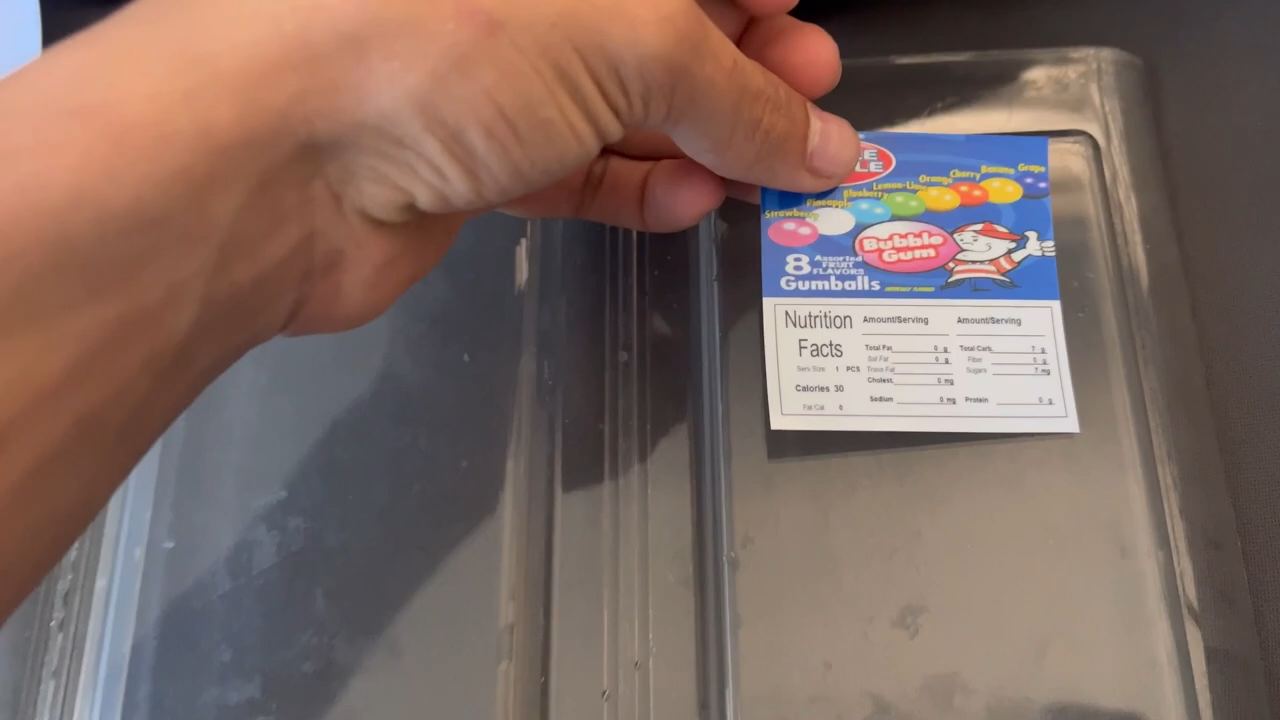 EE
LE
Strawberry Pineapple Blueberry Lemon-Lime Orange Cherry Banana Grape
Bubble
Gum
8 Assorted
FRUIT
FLAVORS
Gumballs
Nutrition
Facts
Serv Size 1 PCS
Calories 30
Fat Cal 0
Amount/Serving
Total Fat 0 g
Sat Fat 0 g
Trans Fat
Cholest. 0 mg
Sodium 0 mg
Amount/Serving
Total Carb. 7 g
Fiber g
Sugars 7 mg
Protein 0 g